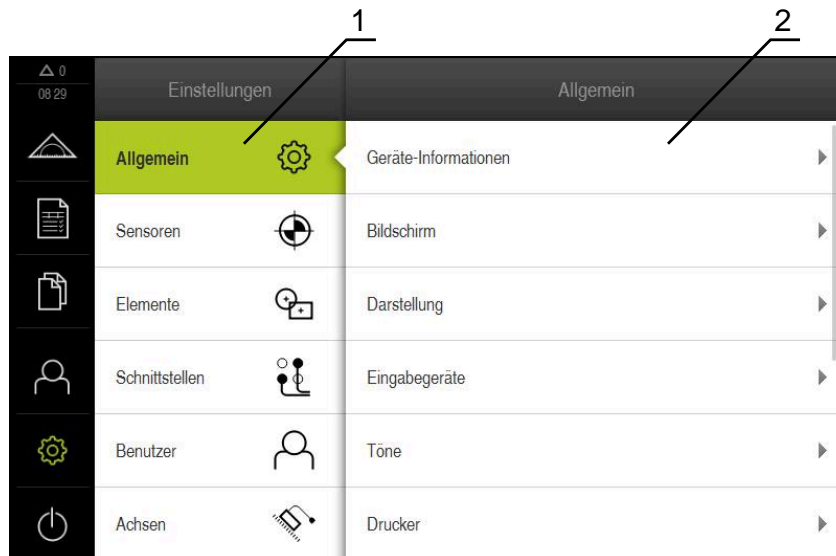 1
2
0
08:29
Einstellungen
Allgemein
Allgemein
Sensoren
Elemente
Schnittstellen
Benutzer
Achsen
Geräte-Informationen
Bildschirm
Darstellung
Eingabegeräte
Töne
Drucker